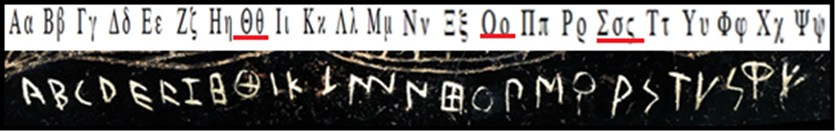 Αα Ββ Γγ Δδ Εε Ζζ Ηη Θθ Ιι Κκ Λλ Μμ Νν Ξξ Οο Ππ Ρρ Σσς Ττ Υυ Φφ Χχ Ψψ
𐌀 𐌁 𐌂 𐌃 𐌄 𐌅 𐌆 𐌇 𐌈 𐌉 𐌊 𐌋 𐌌 𐌍 𐌎 𐌏 𐌐 𐌑 𐌒 𐌓 𐌔 𐌕 𐌖 𐌗 𐌘 𐌙